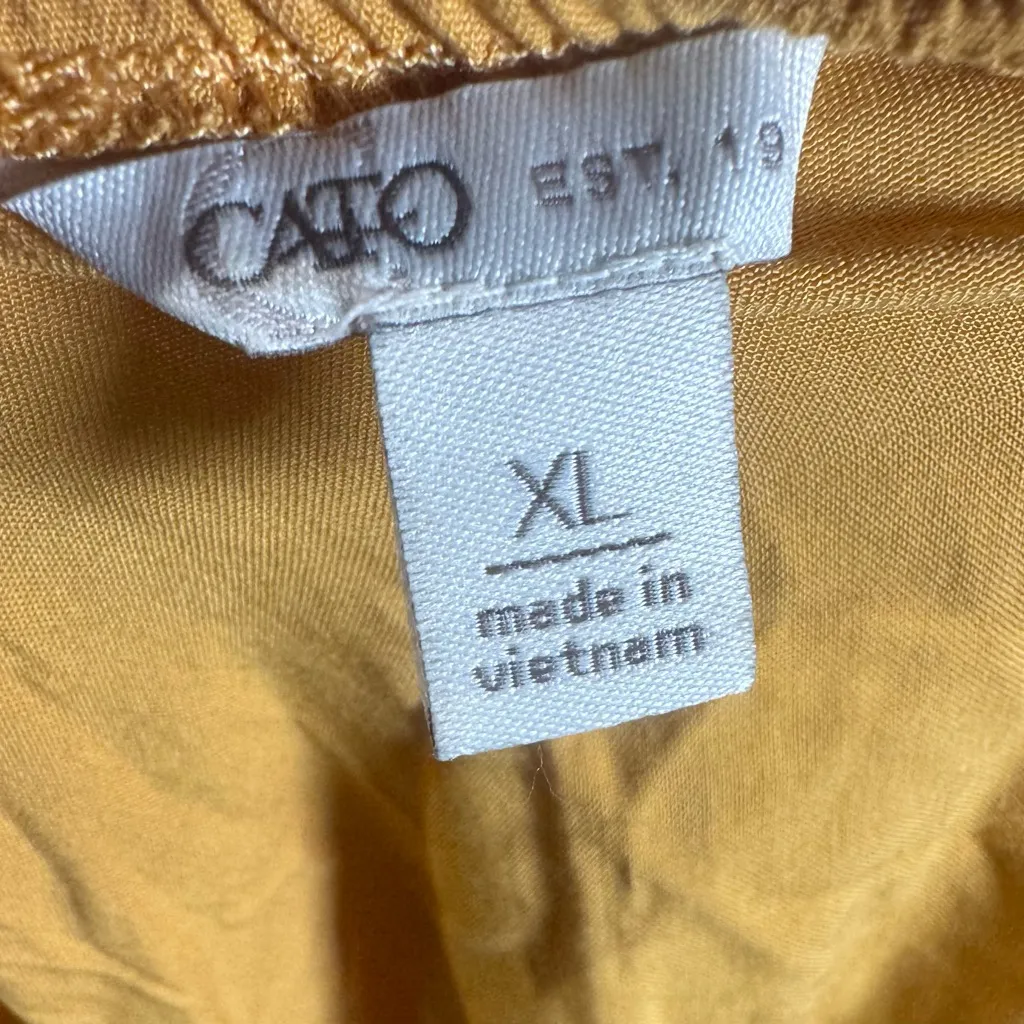 CATO EST. 19
XL
made in
vietnam